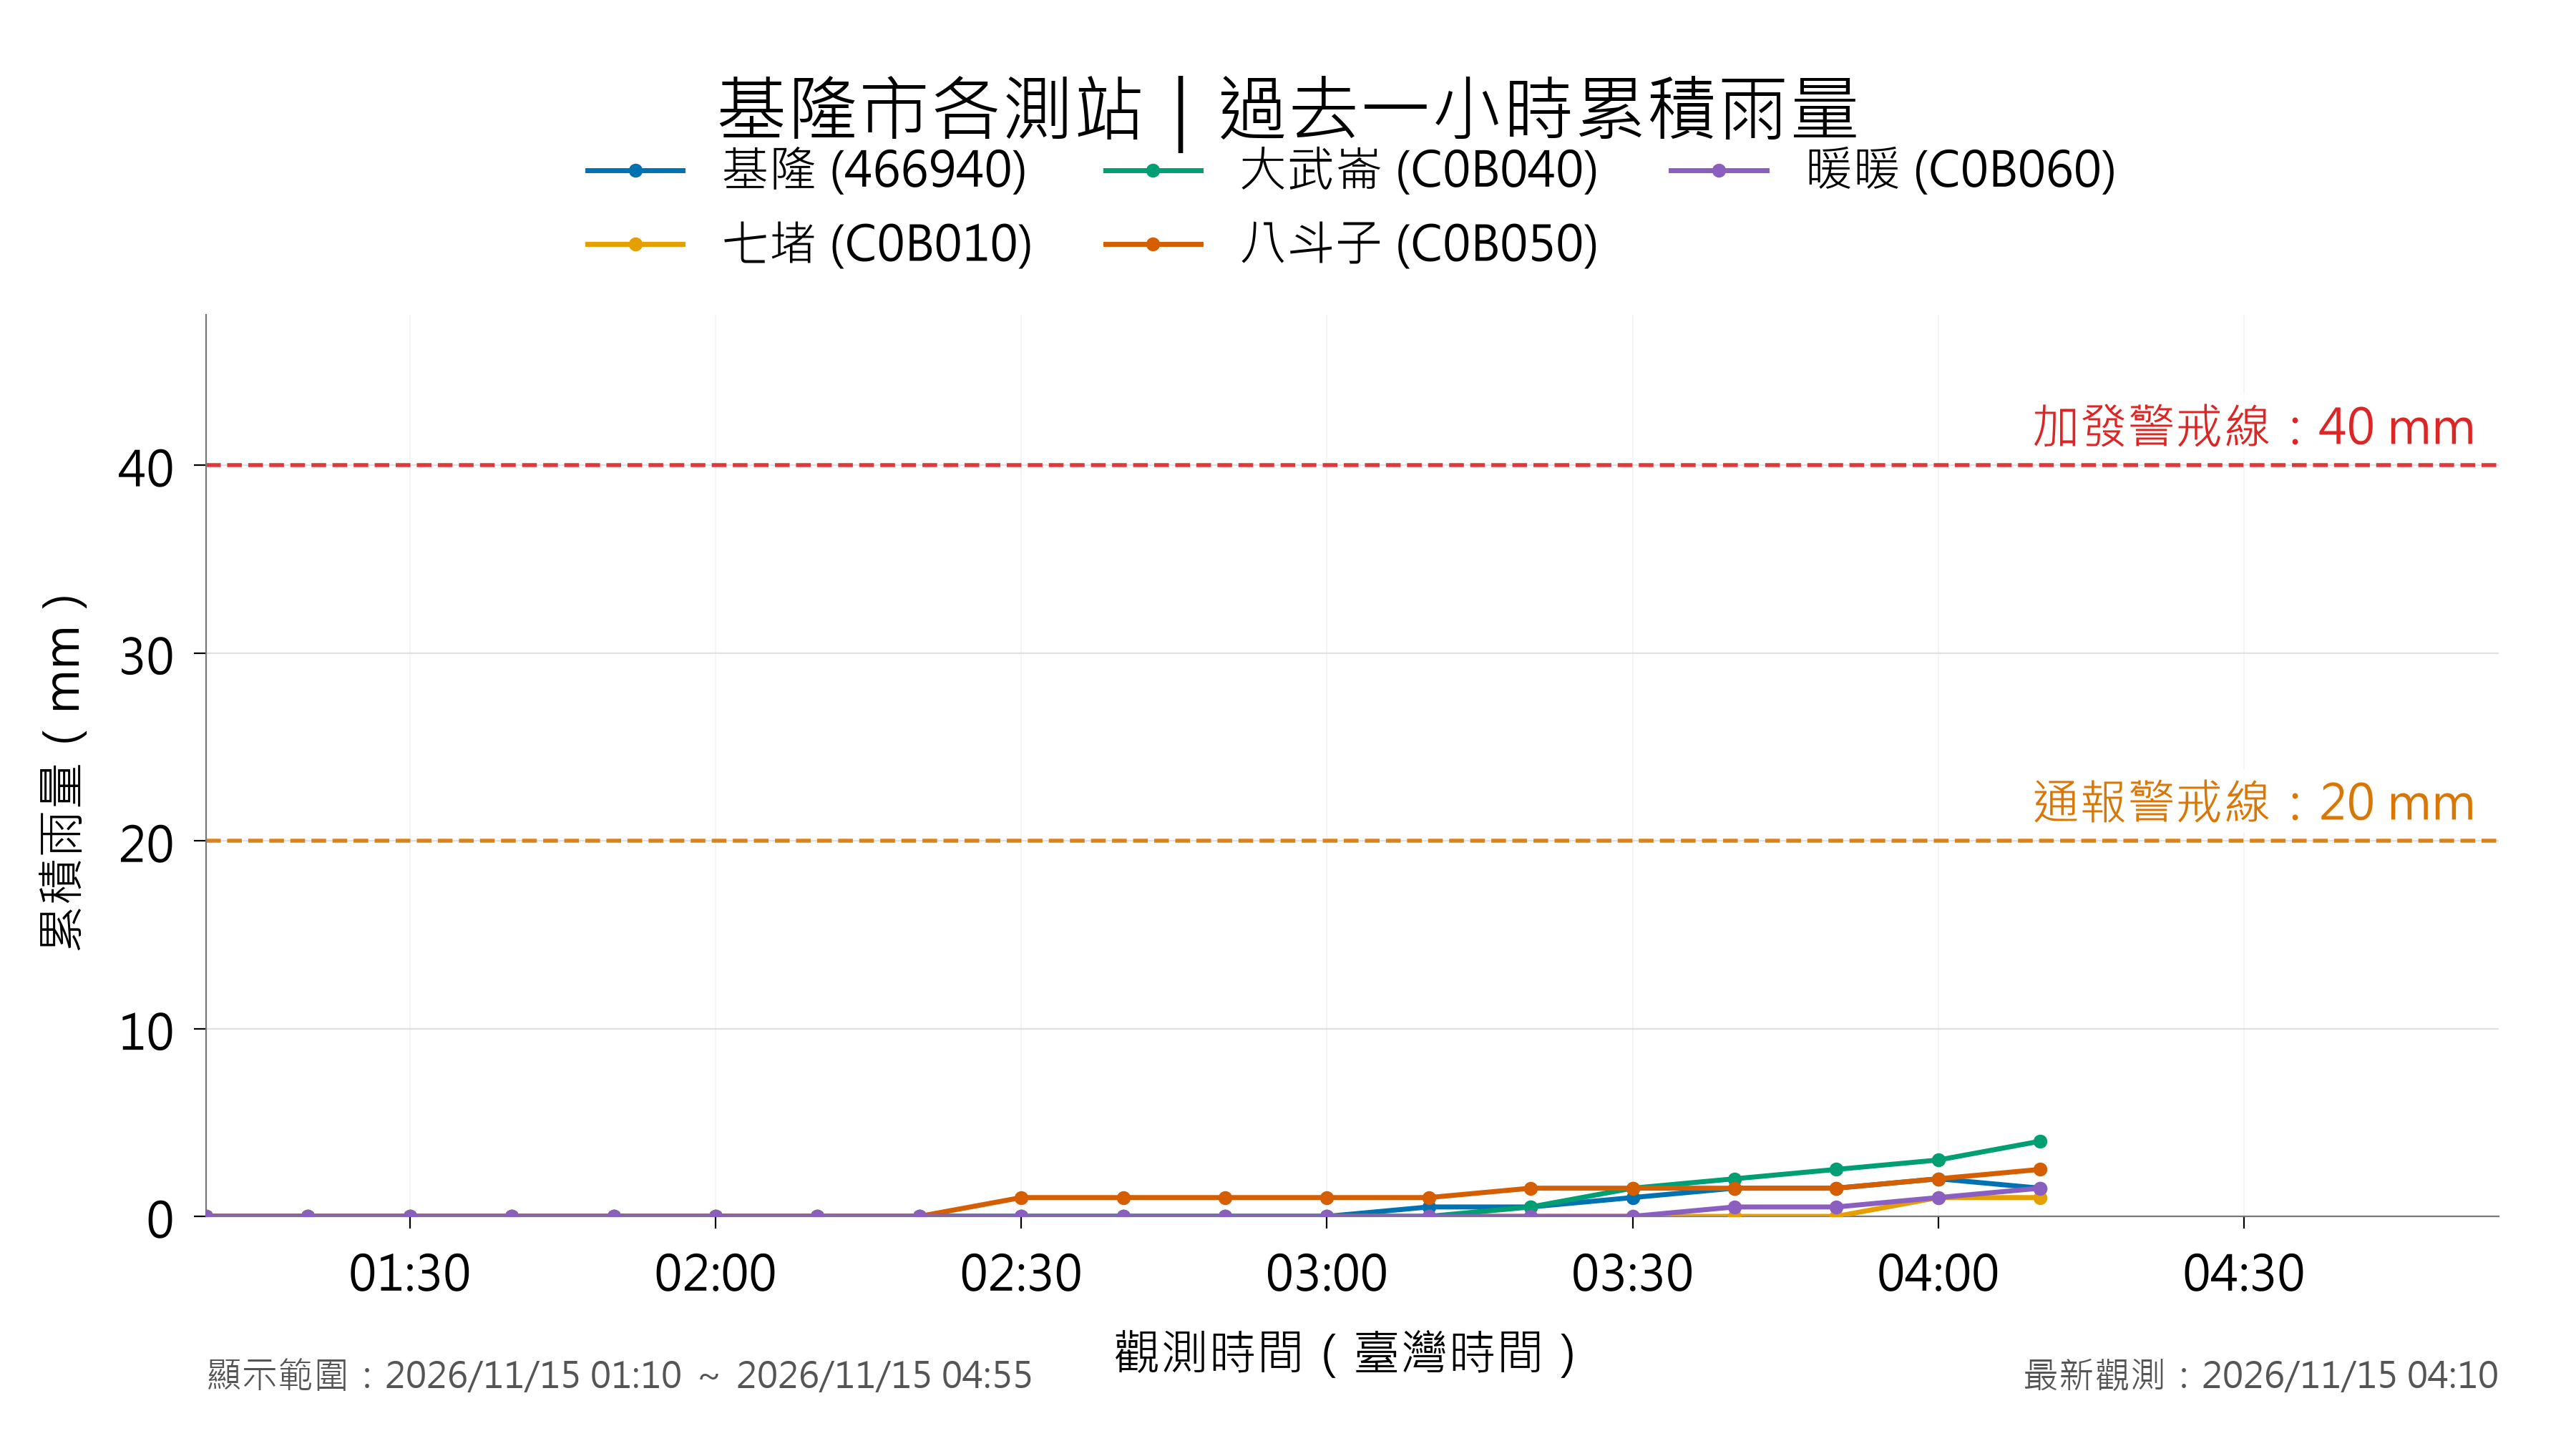 基隆市各測站｜過去一小時累積雨量
基隆 (466940)
大武崙 (C0B040)
暖暖 (C0B060)
七堵 (C0B010)
八斗子 (C0B050)
加發警戒線：40 mm
通報警戒線：20 mm
累積雨量（mm）
40
30
20
10
0
01:30 02:00 02:30 03:00 03:30 04:00 04:30
觀測時間（臺灣時間）
顯示範圍：2026/11/15 01:10 ~ 2026/11/15 04:55
最新觀測：2026/11/15 04:10